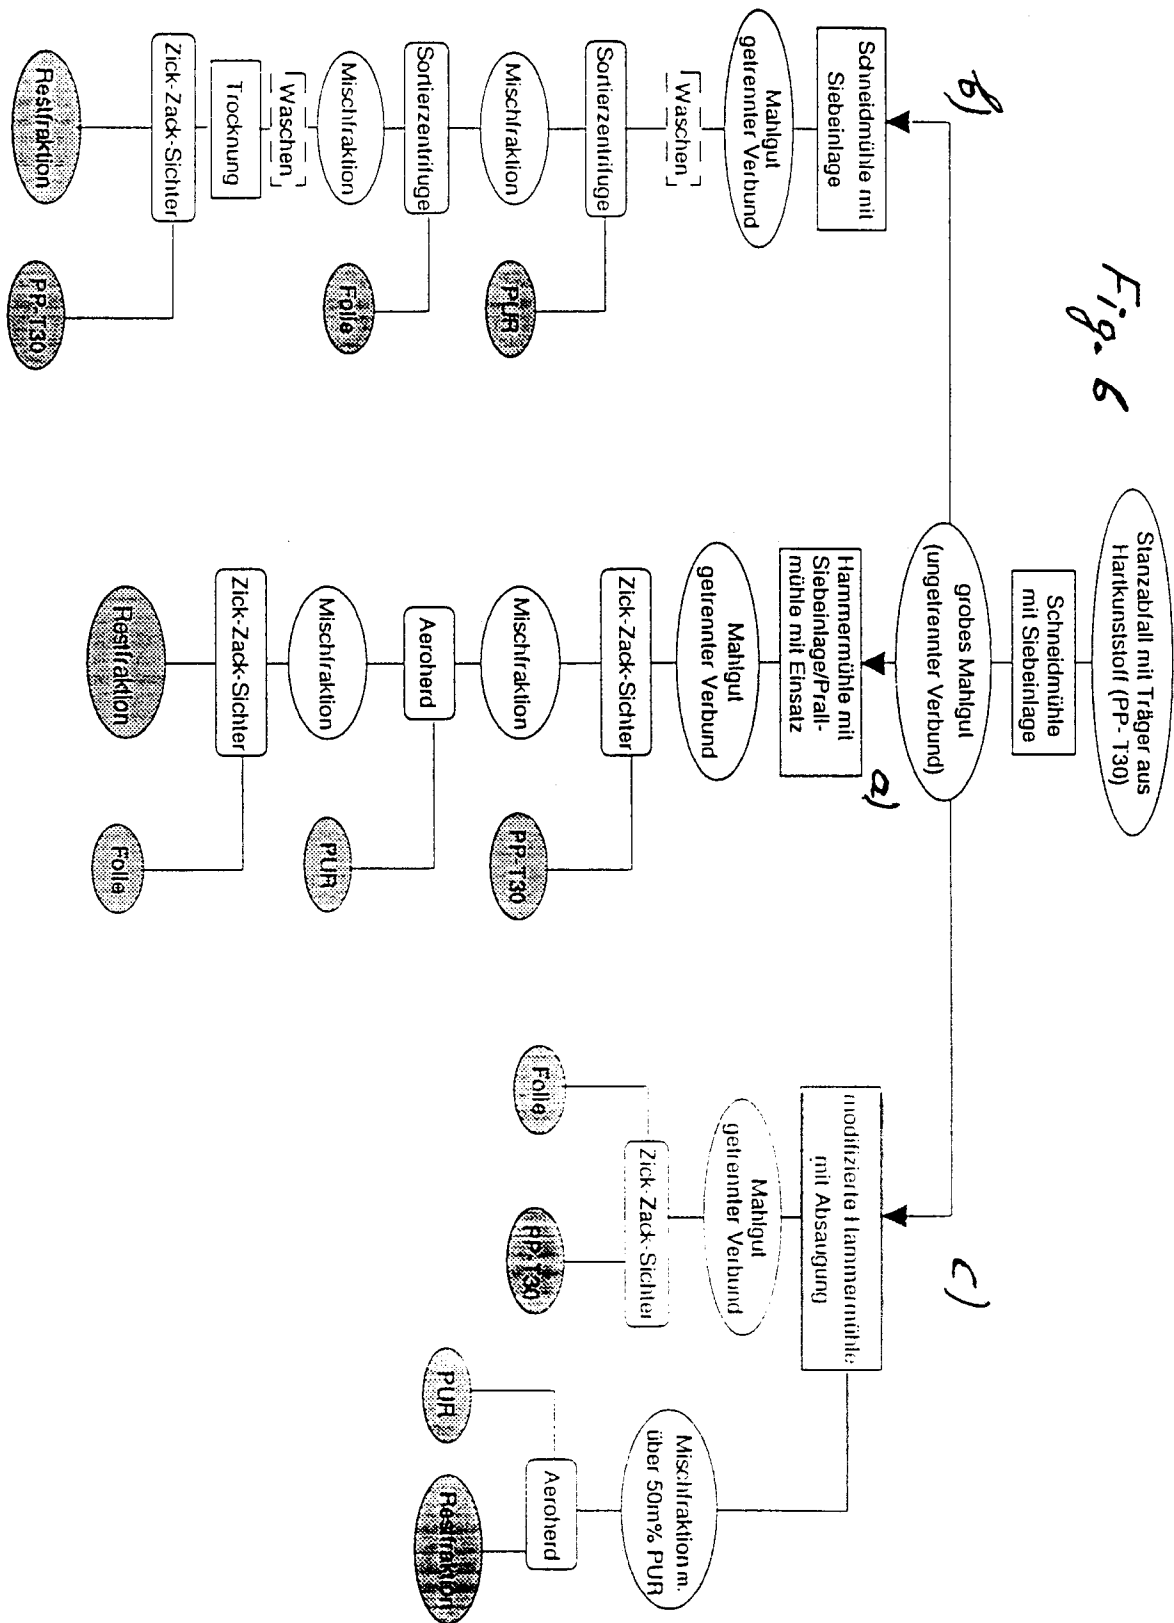 Fig. 6
Stanzabfall mit Träger aus
Hartkunststoff (PP- T30)
Schneidmühle
mit Siebeinlage
grobes Mahlgut
(ungetrennter Verbund)
b)
Schneidmühle mit
Siebeinlage
Mahlgut
getrennter Verbund
Waschen
Sortierzentrifuge
PUR
Mischfraktion
Sortierzentrifuge
Folie
Mischfraktion
Waschen
Trocknung
Zick-Zack-Sichter
PP-T30
Restfraktion
a)
Hammermühle mit
Siebeinlage/Prall-
mühle mit Einsatz
Mahlgut
getrennter Verbund
Zick-Zack-Sichter
PP-T30
Mischfraktion
Aeroherd
PUR
Mischfraktion
Zick-Zack-Sichter
Folie
Restfraktion
c)
modifizierte Hammermühle
mit Absaugung
Mahlgut
getrennter Verbund
Zick-Zack-Sichter
Folie
PP-T30
Mischfraktion m.
über 50m% PUR
Aeroherd
PUR
Restfraktion